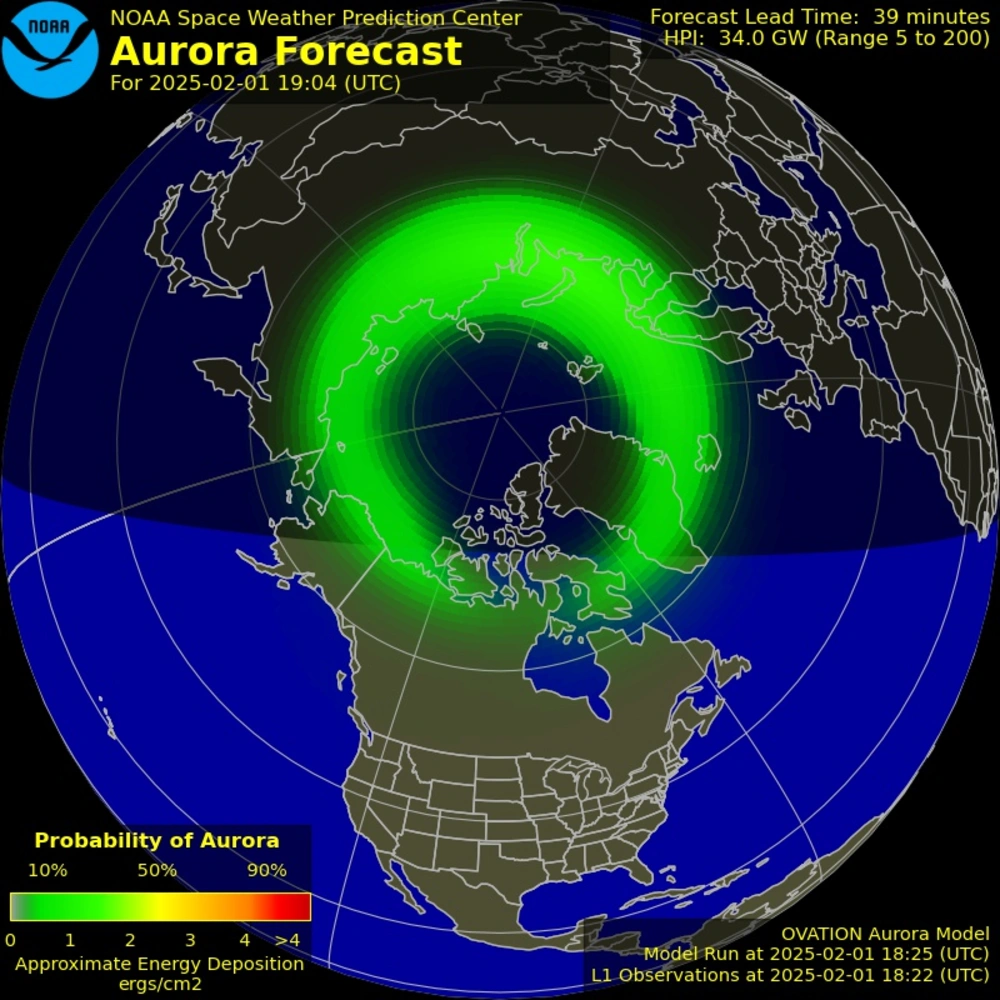 NOAA
NOAA Space Weather Prediction Center
Aurora Forecast
For 2025-02-01 19:04 (UTC)
Forecast Lead Time: 39 minutes
HPI: 34.0 GW (Range 5 to 200)
Probability of Aurora
10% 50% 90%
0 1 2 3 4 >4
Approximate Energy Deposition
ergs/cm2
OVATION Aurora Model
Model Run at 2025-02-01 18:25 (UTC)
L1 Observations at 2025-02-01 18:22 (UTC)